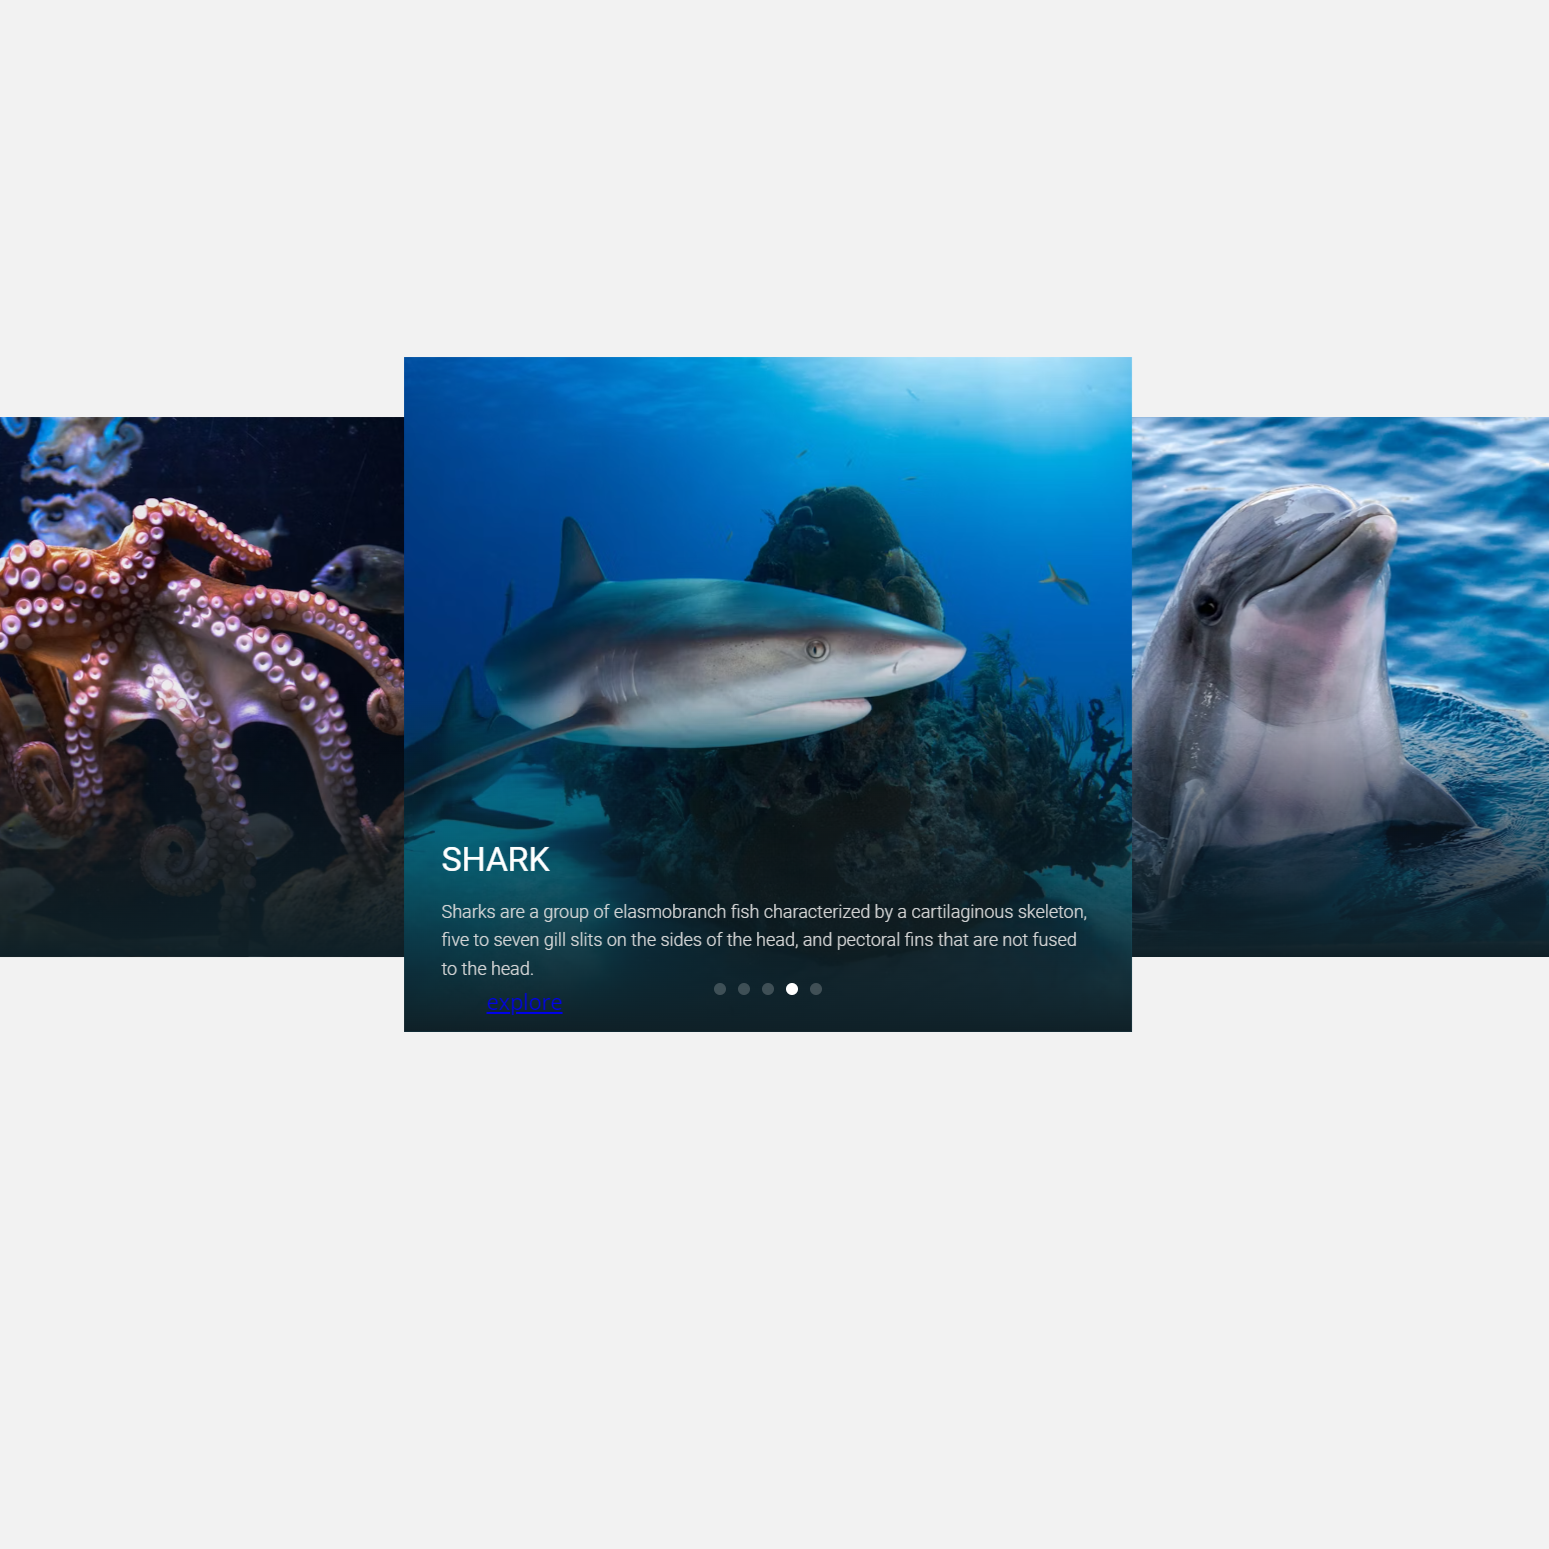 SHARK
Sharks are a group of elasmobranch fish characterized by a cartilaginous skeleton,
five to seven gill slits on the sides of the head, and pectoral fins that are not fused
to the head.
explore